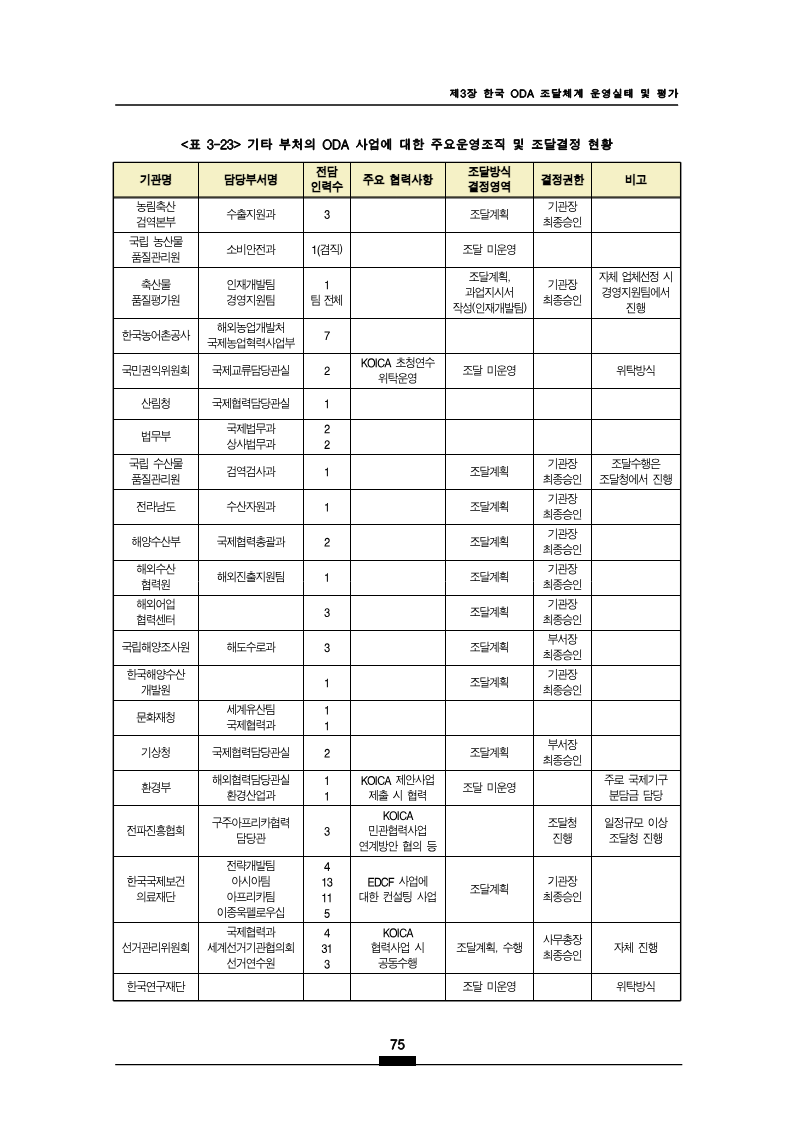 제3장 한국 ODA 조달체계 운영실태 및 평가
<표 3-23> 기타 부처의 ODA 사업에 대한 주요운영조직 및 조달결정 현황
기관명 담당부서명 전담 인력수 주요 협력사항 조달방식 결정영역 결정권한 비고
농림축산 검역본부 수출지원과 3 조달계획 기관장 최종승인
국립 농산물 품질관리원 소비안전과 1(겸직) 조달 미운영
축산물 품질평가원 인재개발팀 경영지원팀 1 팀 전체 조달계획, 과업지시서 작성(인재개발팀) 기관장 최종승인 자체 업체선정 시 경영지원팀에서 진행
한국농어촌공사 해외농업개발처 국제농업협력사업부 7
국민권익위원회 국제교류담당관실 2 KOICA 초청연수 위탁운영 조달 미운영 위탁방식
산림청 국제협력담당관실 1
법무부 국제법무과 상사법무과 2 2
국립 수산물 품질관리원 검역검사과 1 조달계획 기관장 최종승인 조달수행은 조달청에서 진행
전라남도 수산자원과 1 조달계획 기관장 최종승인
해양수산부 국제협력총괄과 2 조달계획 기관장 최종승인
해외수산 협력원 해외진출지원팀 1 조달계획 기관장 최종승인
해외어업 협력센터 3 조달계획 기관장 최종승인
국립해양조사원 해도수로과 3 조달계획 부서장 최종승인
한국해양수산 개발원 1 조달계획 기관장 최종승인
문화재청 세계유산팀 국제협력과 1 1
기상청 국제협력담당관실 2 조달계획 부서장 최종승인
환경부 해외협력담당관실 환경산업과 1 1 KOICA 제안사업 제출 시 협력 조달 미운영 주로 국제기구 분담금 담당
전파진흥협회 구주아프리카협력 담당관 3 KOICA 민관협력사업 연계방안 협의 등 조달청 진행 일정규모 이상 조달청 진행
한국국제보건 의료재단 전략개발팀 아시아팀 아프리카팀 이종욱펠로우십 4 13 11 5 EDCF 사업에 대한 컨설팅 사업 조달계획 기관장 최종승인
선거관리위원회 국제협력과 세계선거기관협의회 선거연수원 4 31 3 KOICA 협력사업 시 공동수행 조달계획, 수행 사무총장 최종승인 자체 진행
한국연구재단 조달 미운영 위탁방식
75